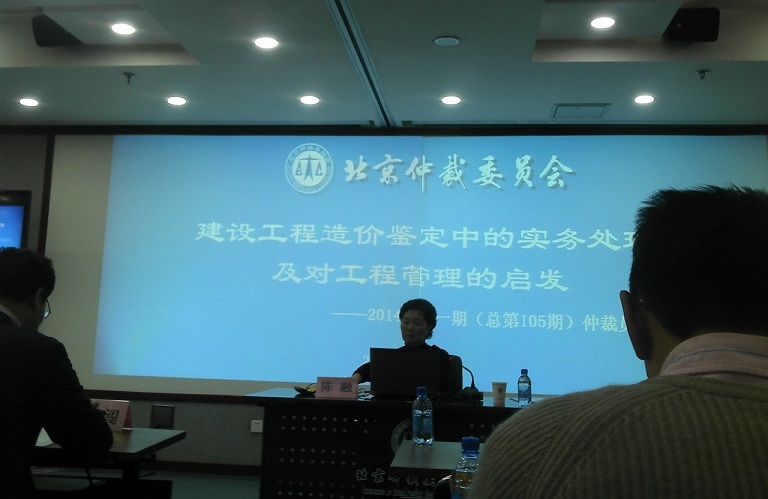 北京仲裁委员会
建设工程造价鉴定中的实务处
及对工程管理的启发
——2014 一期（总第105期）仲裁
陈融